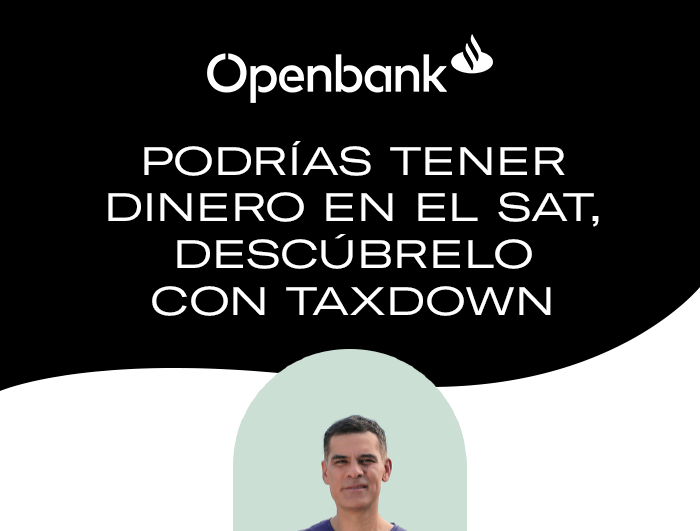 Openbank
PODRÍAS TENER
DINERO EN EL SAT,
DESCÚBRELO
CON TAXDOWN